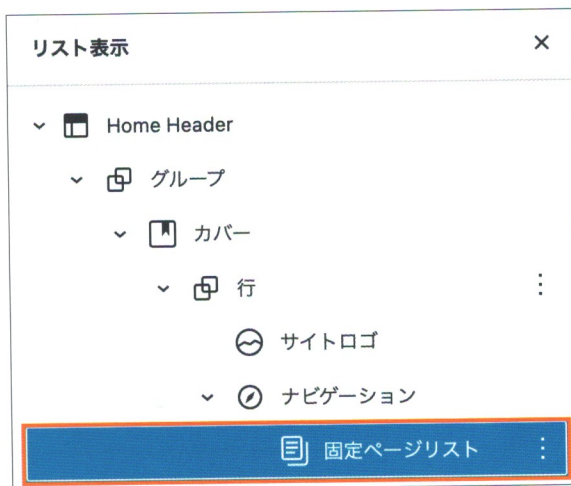 リスト表示
Home Header
グループ
カバー
行
サイトロゴ
ナビゲーション
固定ページリスト